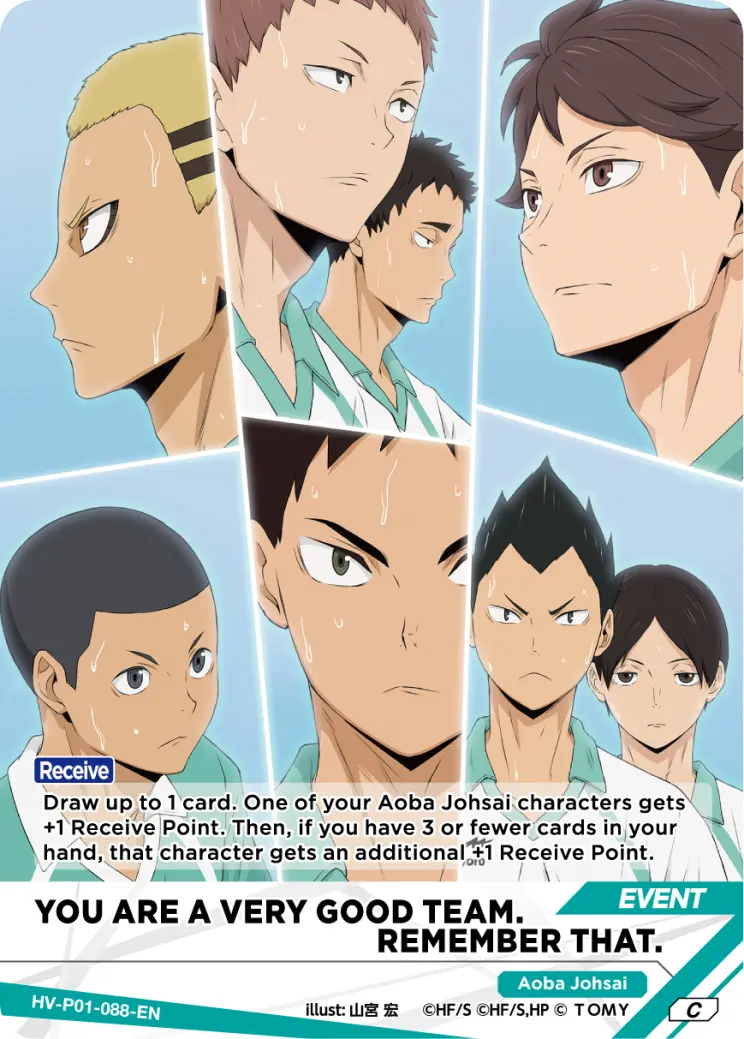 Receive
Draw up to 1 card. One of your Aoba Johsai characters gets
+1 Receive Point. Then, if you have 3 or fewer cards in your
hand, that character gets an additional +1 Receive Point.
EVENT
YOU ARE A VERY GOOD TEAM.
REMEMBER THAT.
Aoba Johsai
HV-P01-088-EN
illust: 山宮 宏 ©HF/S ©HF/S,HP © TOMY
C